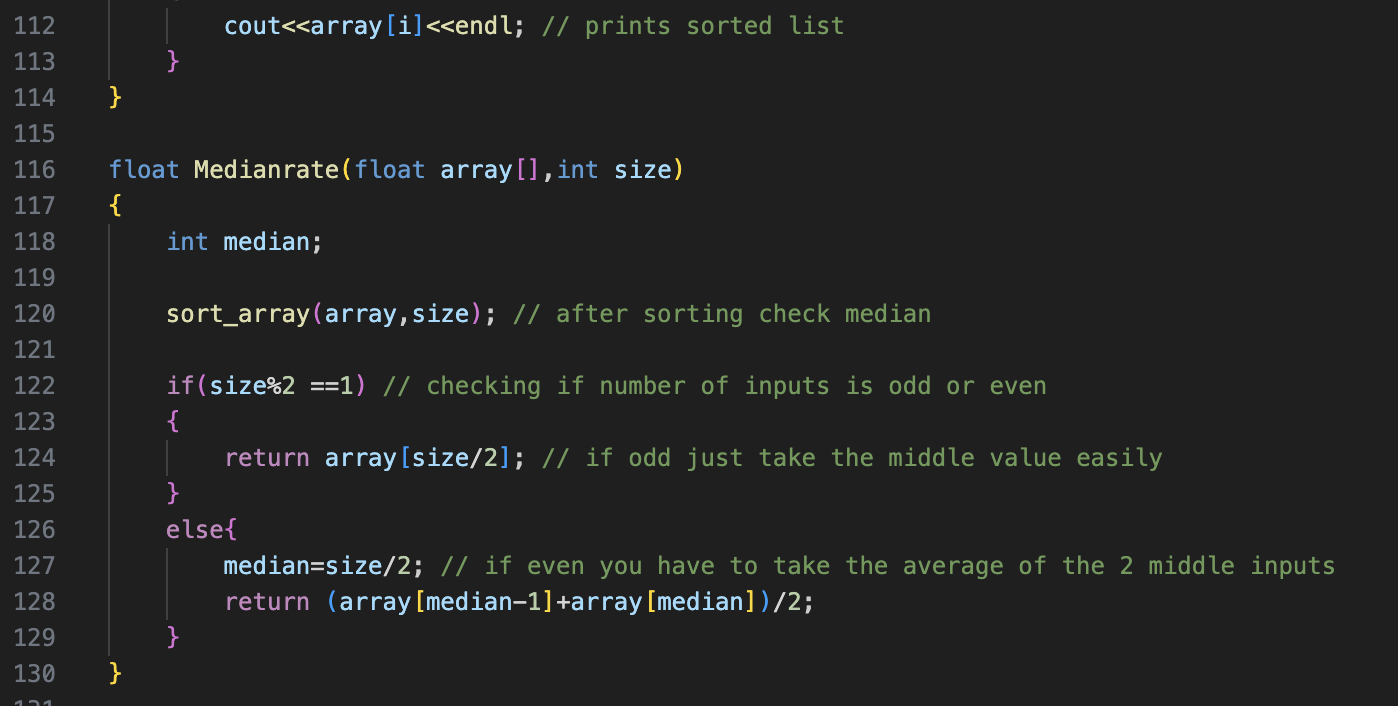 112 cout<<array[i]<<endl; // prints sorted list
113 }
114 }
115
116 float Medianrate(float array[],int size)
117 {
118 int median;
119
120 sort_array(array,size); // after sorting check median
121
122 if(size%2 ==1) // checking if number of inputs is odd or even
123 {
124 return array[size/2]; // if odd just take the middle value easily
125 }
126 else{
127 median=size/2; // if even you have to take the average of the 2 middle inputs
128 return (array[median-1]+array[median])/2;
129 }
130 }
131